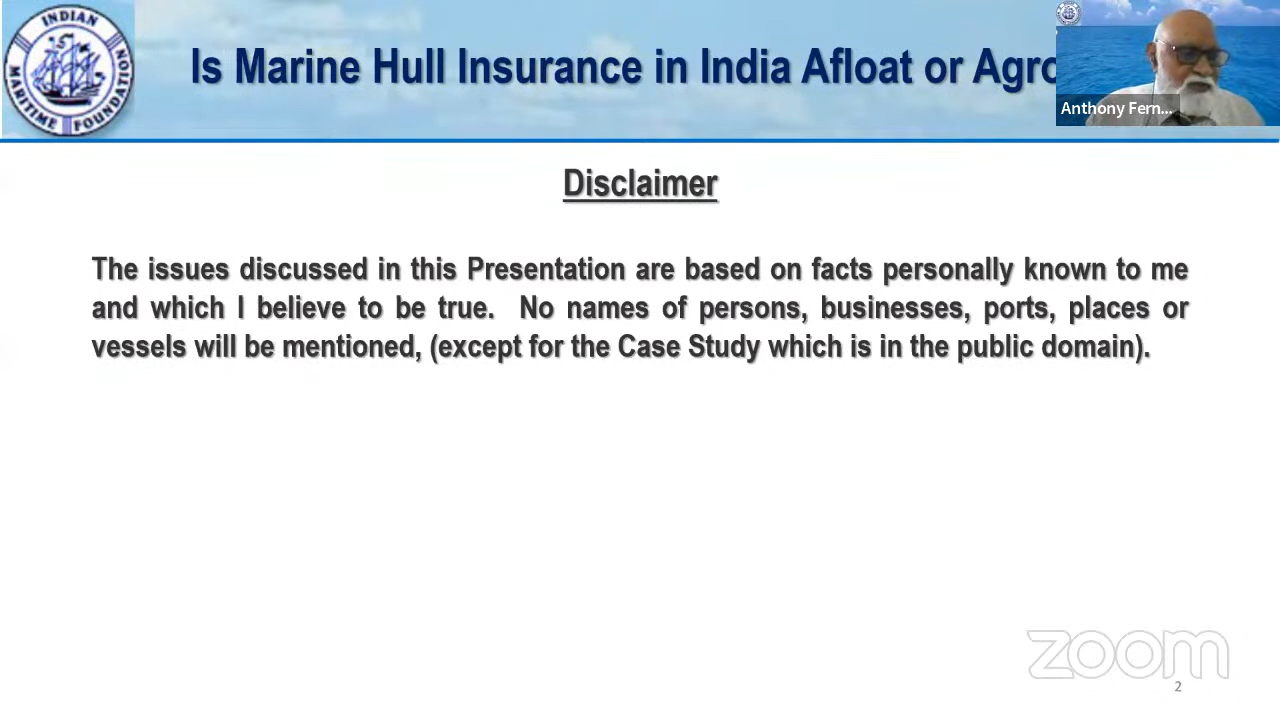 INDIAN MARITIME FOUNDATION
Is Marine Hull Insurance in India Afloat or Agro
Anthony Fern...
Disclaimer
The issues discussed in this Presentation are based on facts personally known to me
and which I believe to be true. No names of persons, businesses, ports, places or
vessels will be mentioned, (except for the Case Study which is in the public domain).
zoom
2